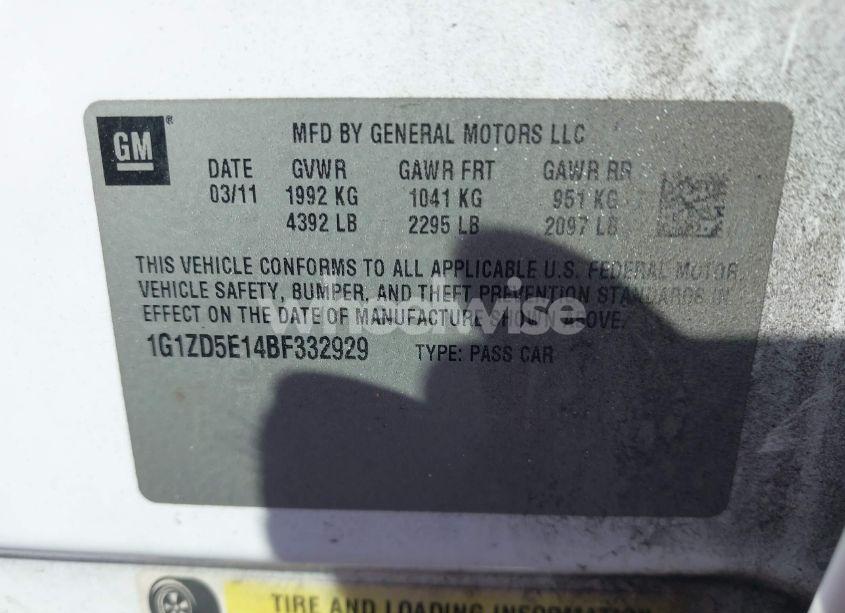 GM®
MFD BY GENERAL MOTORS LLC
DATE GVWR GAWR FRT GAWR RR
03/11 1992 KG 1041 KG 951 KG
4392 LB 2295 LB 2097 LB
THIS VEHICLE CONFORMS TO ALL APPLICABLE U.S. FEDERAL MOTOR
VEHICLE SAFETY, BUMPER, AND THEFT PREVENTION STANDARDS IN
EFFECT ON THE DATE OF MANUFACTURE SHOWN ABOVE.
wheelwise
1G1ZD5E14BF332929 TYPE: PASS CAR
TIRE AND LOADING INFORMATION